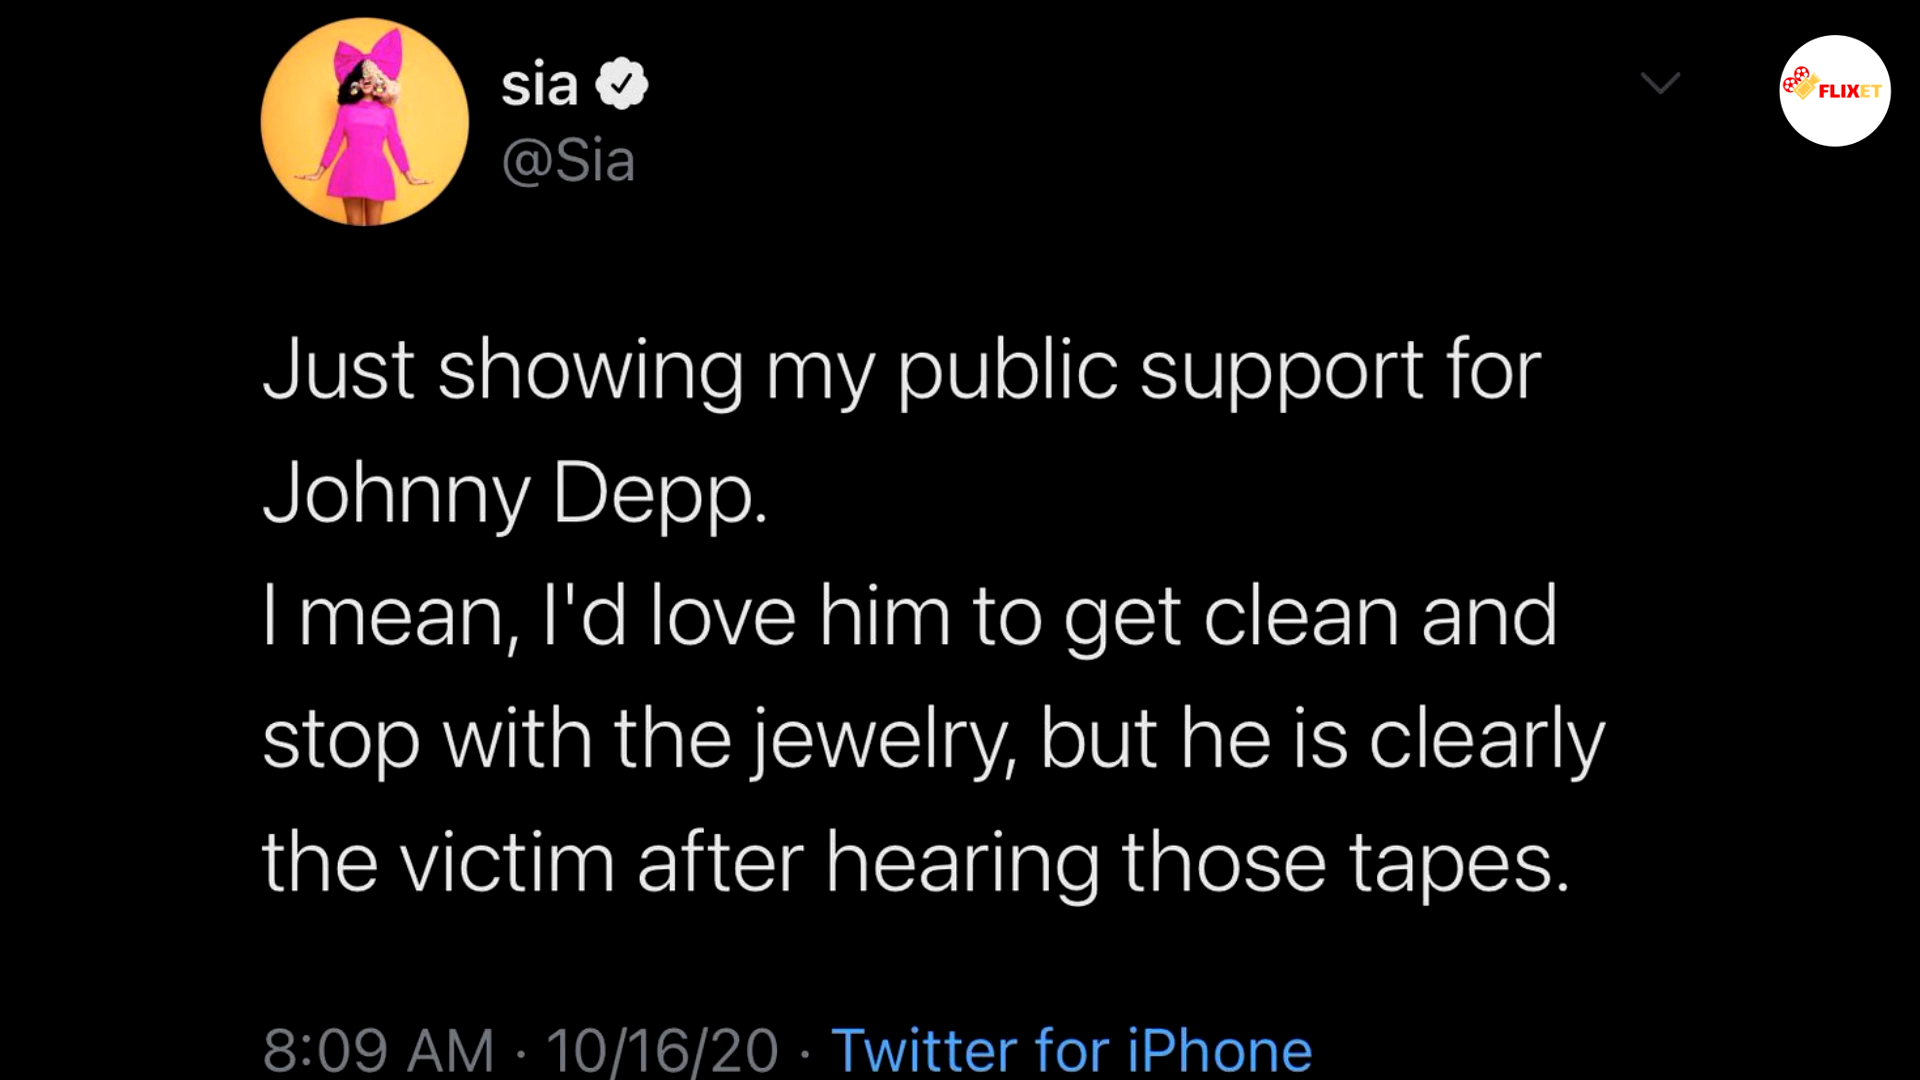 sia
@Sia
FLIXET
Just showing my public support for
Johnny Depp.
I mean, I'd love him to get clean and
stop with the jewelry, but he is clearly
the victim after hearing those tapes.
8:09 AM · 10/16/20 · Twitter for iPhone